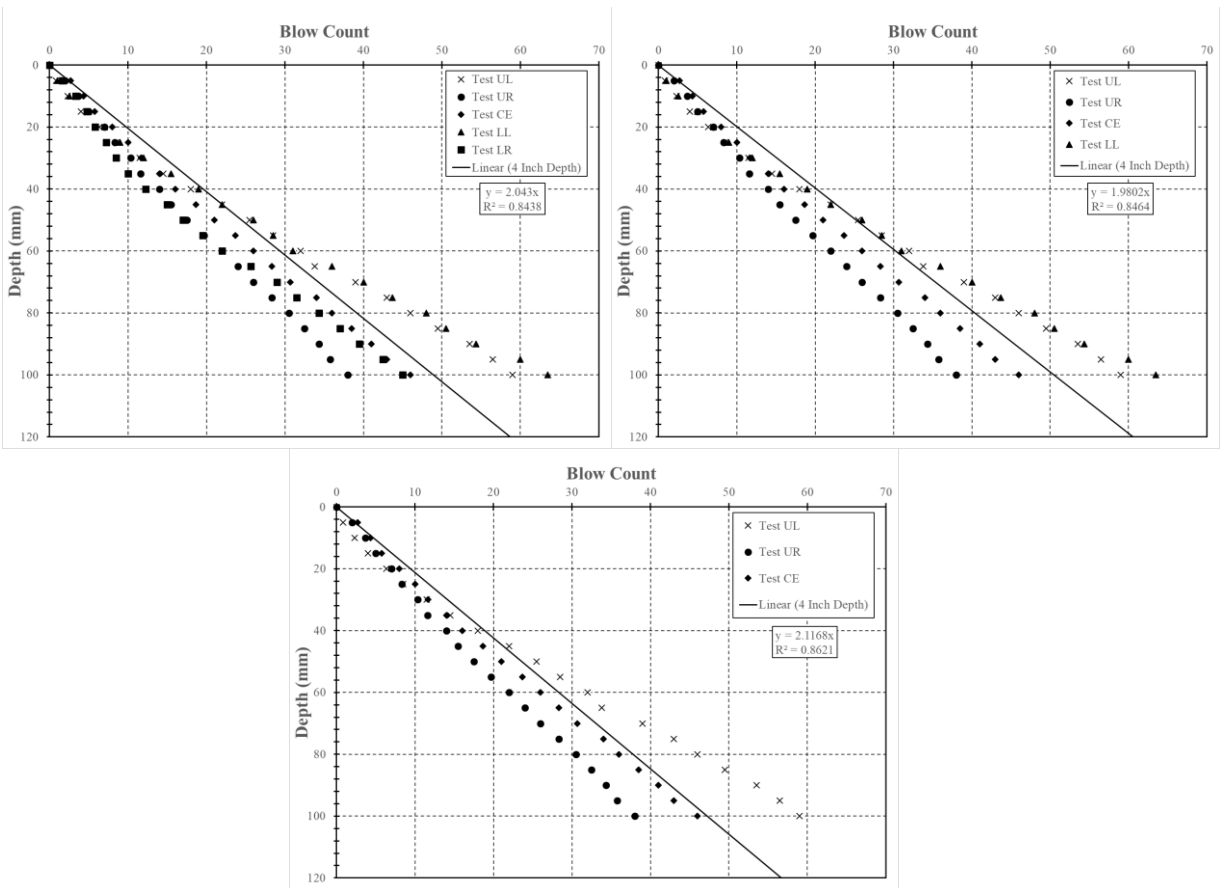 Blow Count
0 10 20 30 40 50 60 70
0
20
40
60
80
100
120
Depth (mm)
Test UL
Test UR
Test CE
Test LL
Test LR
Linear (4 Inch Depth)
y = 2.043x
R² = 0.8438
Blow Count
0 10 20 30 40 50 60 70
0
20
40
60
80
100
120
Depth (mm)
Test UL
Test UR
Test CE
Test LL
Linear (4 Inch Depth)
y = 1.9802x
R² = 0.8464
Blow Count
0 10 20 30 40 50 60 70
0
20
40
60
80
100
120
Depth (mm)
Test UL
Test UR
Test CE
Linear (4 Inch Depth)
y = 2.1168x
R² = 0.8621